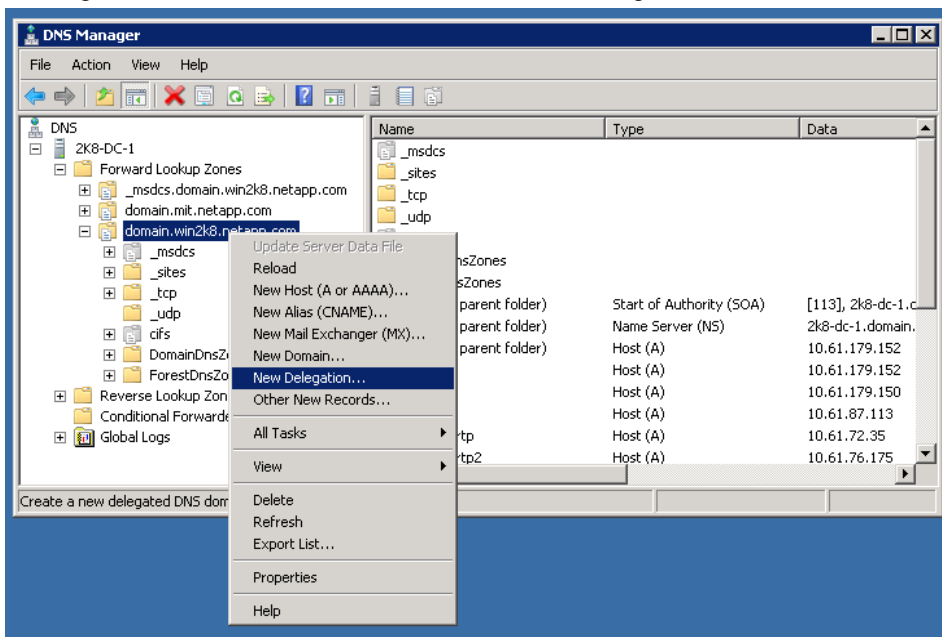 DNS Manager
File Action View Help
DNS
2K8-DC-1
Forward Lookup Zones
_msdcs.domain.win2k8.netapp.com
domain.mit.netapp.com
domain.win2k8.netapp.com
_msdcs
_sites
_tcp
_udp
cifs
DomainDnsZo
ForestDnsZo
Reverse Lookup Zon
Conditional Forwarde
Global Logs
Name Type Data
_msdcs
_sites
_tcp
_udp
nsZones
sZones
parent folder) Start of Authority (SOA) [113], 2k8-dc-1.c
parent folder) Name Server (NS) 2k8-dc-1.domain.
parent folder) Host (A) 10.61.179.152
Host (A) 10.61.179.152
Host (A) 10.61.179.150
Host (A) 10.61.87.113
rtp Host (A) 10.61.72.35
rtp2 Host (A) 10.61.76.175
Update Server Data File
Reload
New Host (A or AAAA)...
New Alias (CNAME)...
New Mail Exchanger (MX)...
New Domain...
New Delegation...
Other New Records...
All Tasks
View
Delete
Refresh
Export List...
Properties
Help
Create a new delegated DNS dom